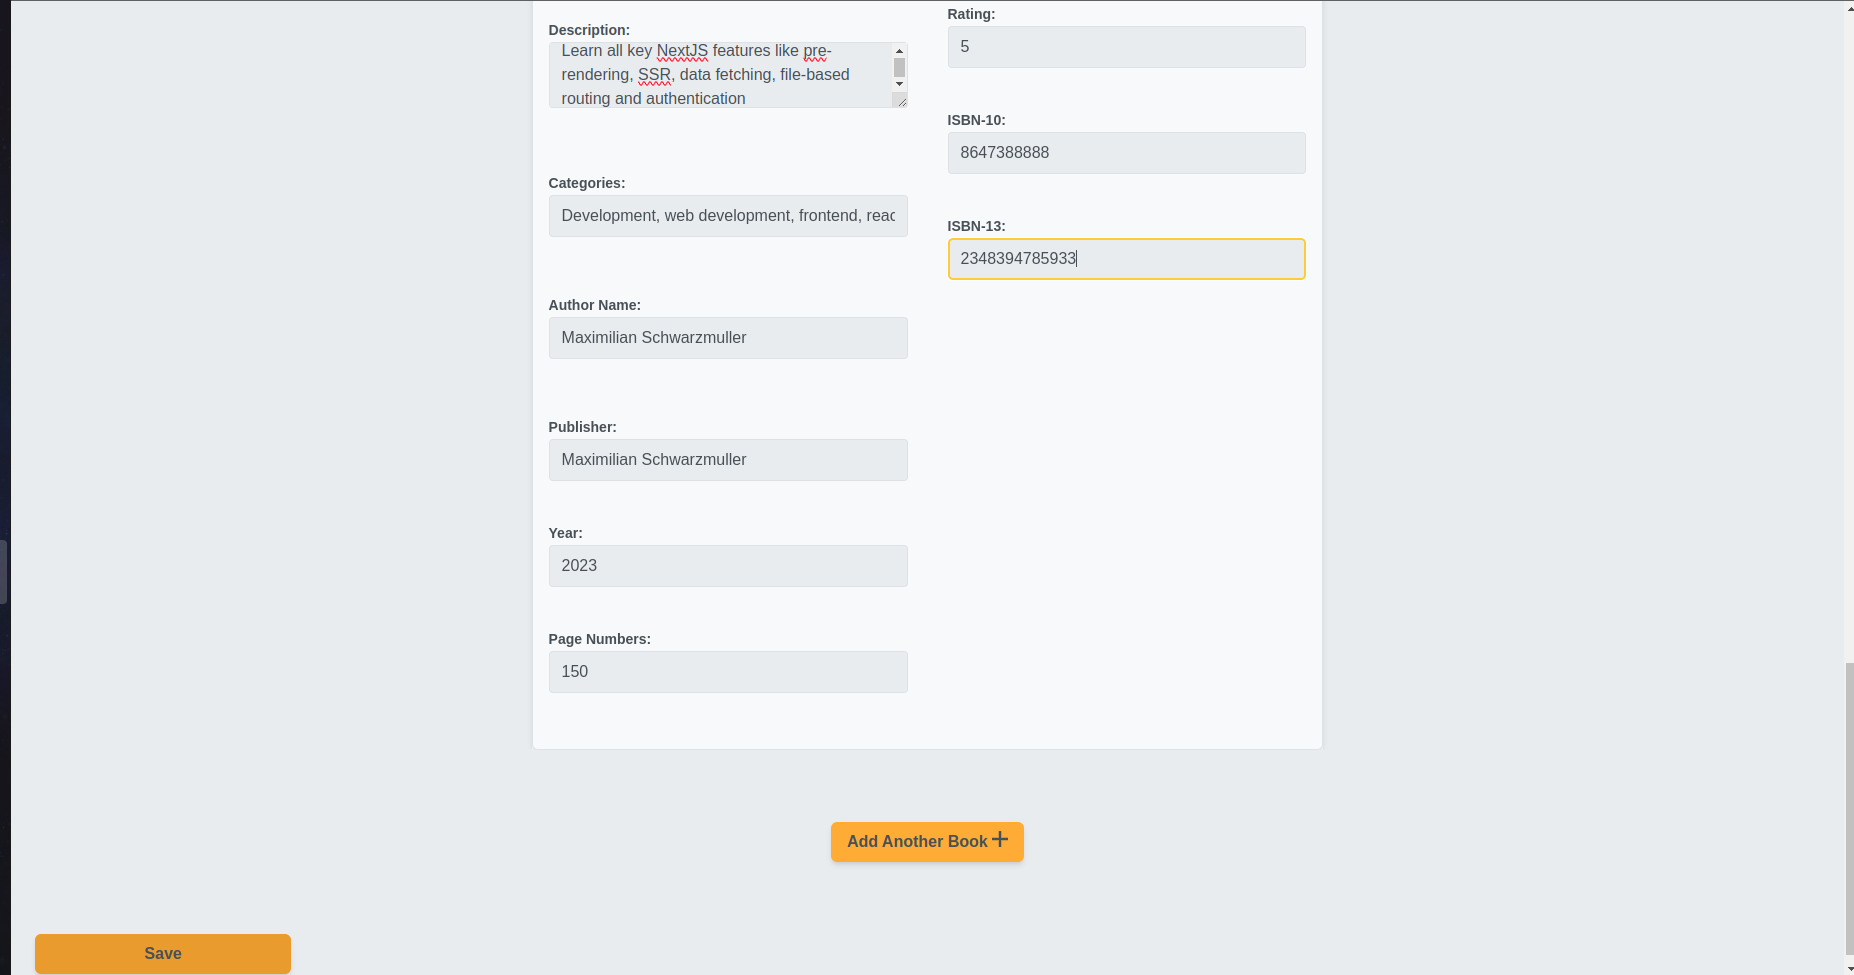 Description:
Learn all key NextJS features like pre-
rendering, SSR, data fetching, file-based
routing and authentication
Categories:
Development, web development, frontend, reac
Author Name:
Maximilian Schwarzmuller
Publisher:
Maximilian Schwarzmuller
Year:
2023
Page Numbers:
150
Rating:
5
ISBN-10:
8647388888
ISBN-13:
2348394785933
Add Another Book
Save